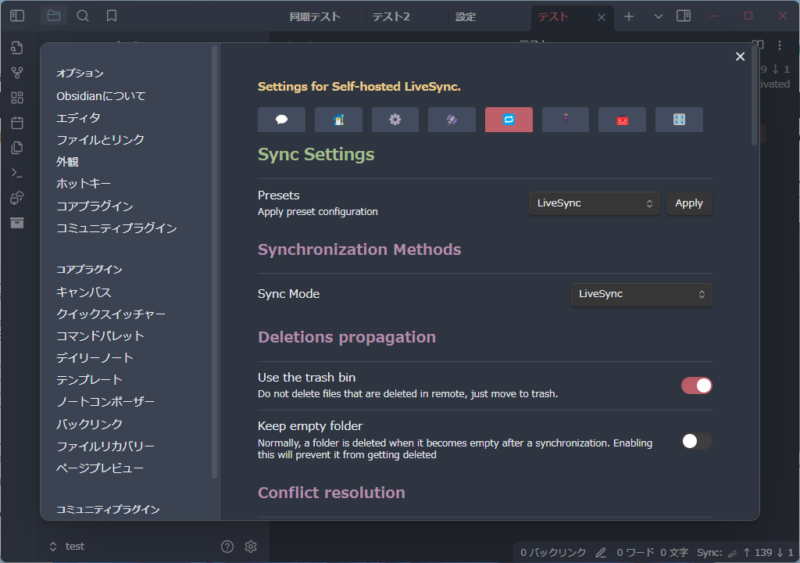 同期テスト テスト2 設定 テスト
オプション
Obsidianについて
エディタ
ファイルとリンク
外観
ホットキー
コアプラグイン
コミュニティプラグイン
コアプラグイン
キャンバス
クイックスイッチャー
コマンドパレット
デイリーノート
テンプレート
ノートコンポーザー
バックリンク
ファイルリカバリー
ページプレビュー
コミュニティプラグイン
Settings for Self-hosted LiveSync.
Sync Settings
Presets
Apply preset configuration
LiveSync Apply
Synchronization Methods
Sync Mode LiveSync
Deletions propagation
Use the trash bin
Do not delete files that are deleted in remote, just move to trash.
Keep empty folder
Normally, a folder is deleted when it becomes empty after a synchronization. Enabling
this will prevent it from getting deleted
Conflict resolution
9 ↓ 1
vated
test
0 バックリンク 0 ワード 0 文字 Sync: ↑ 139 ↓ 1